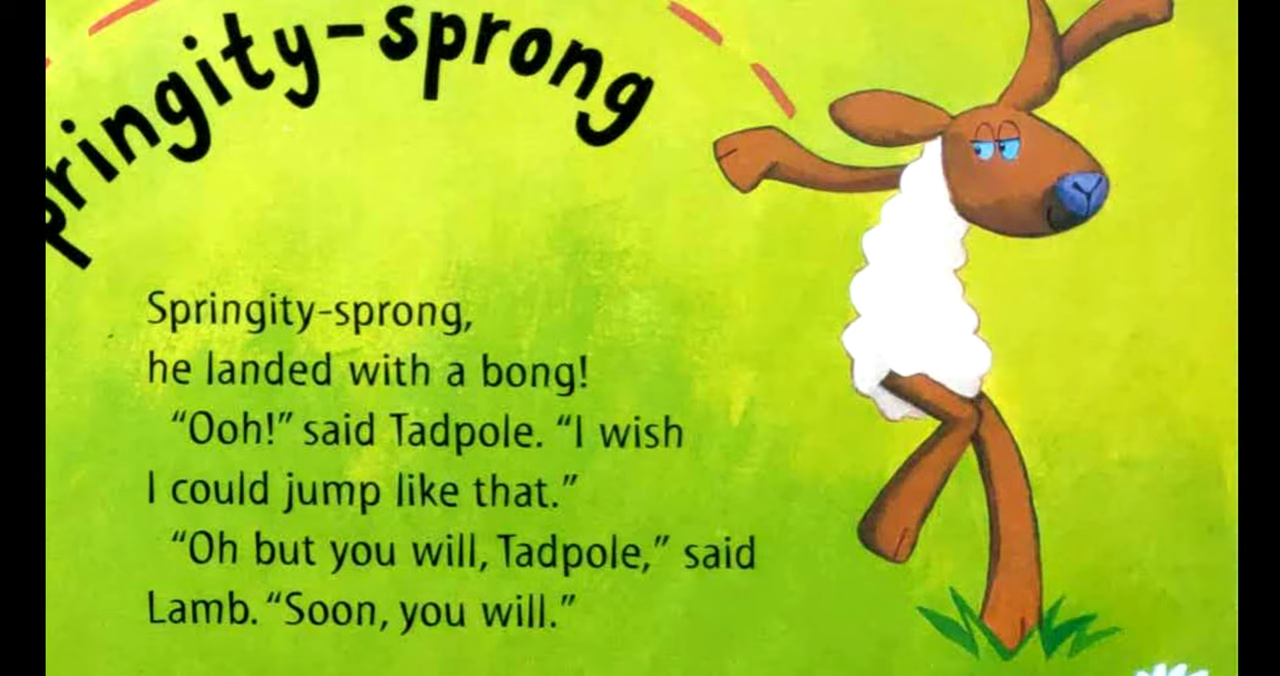 pringity-sprong
Springity-sprong,
he landed with a bong!
“Ooh!” said Tadpole. “I wish
I could jump like that.”
“Oh but you will, Tadpole,” said
Lamb. “Soon, you will.”